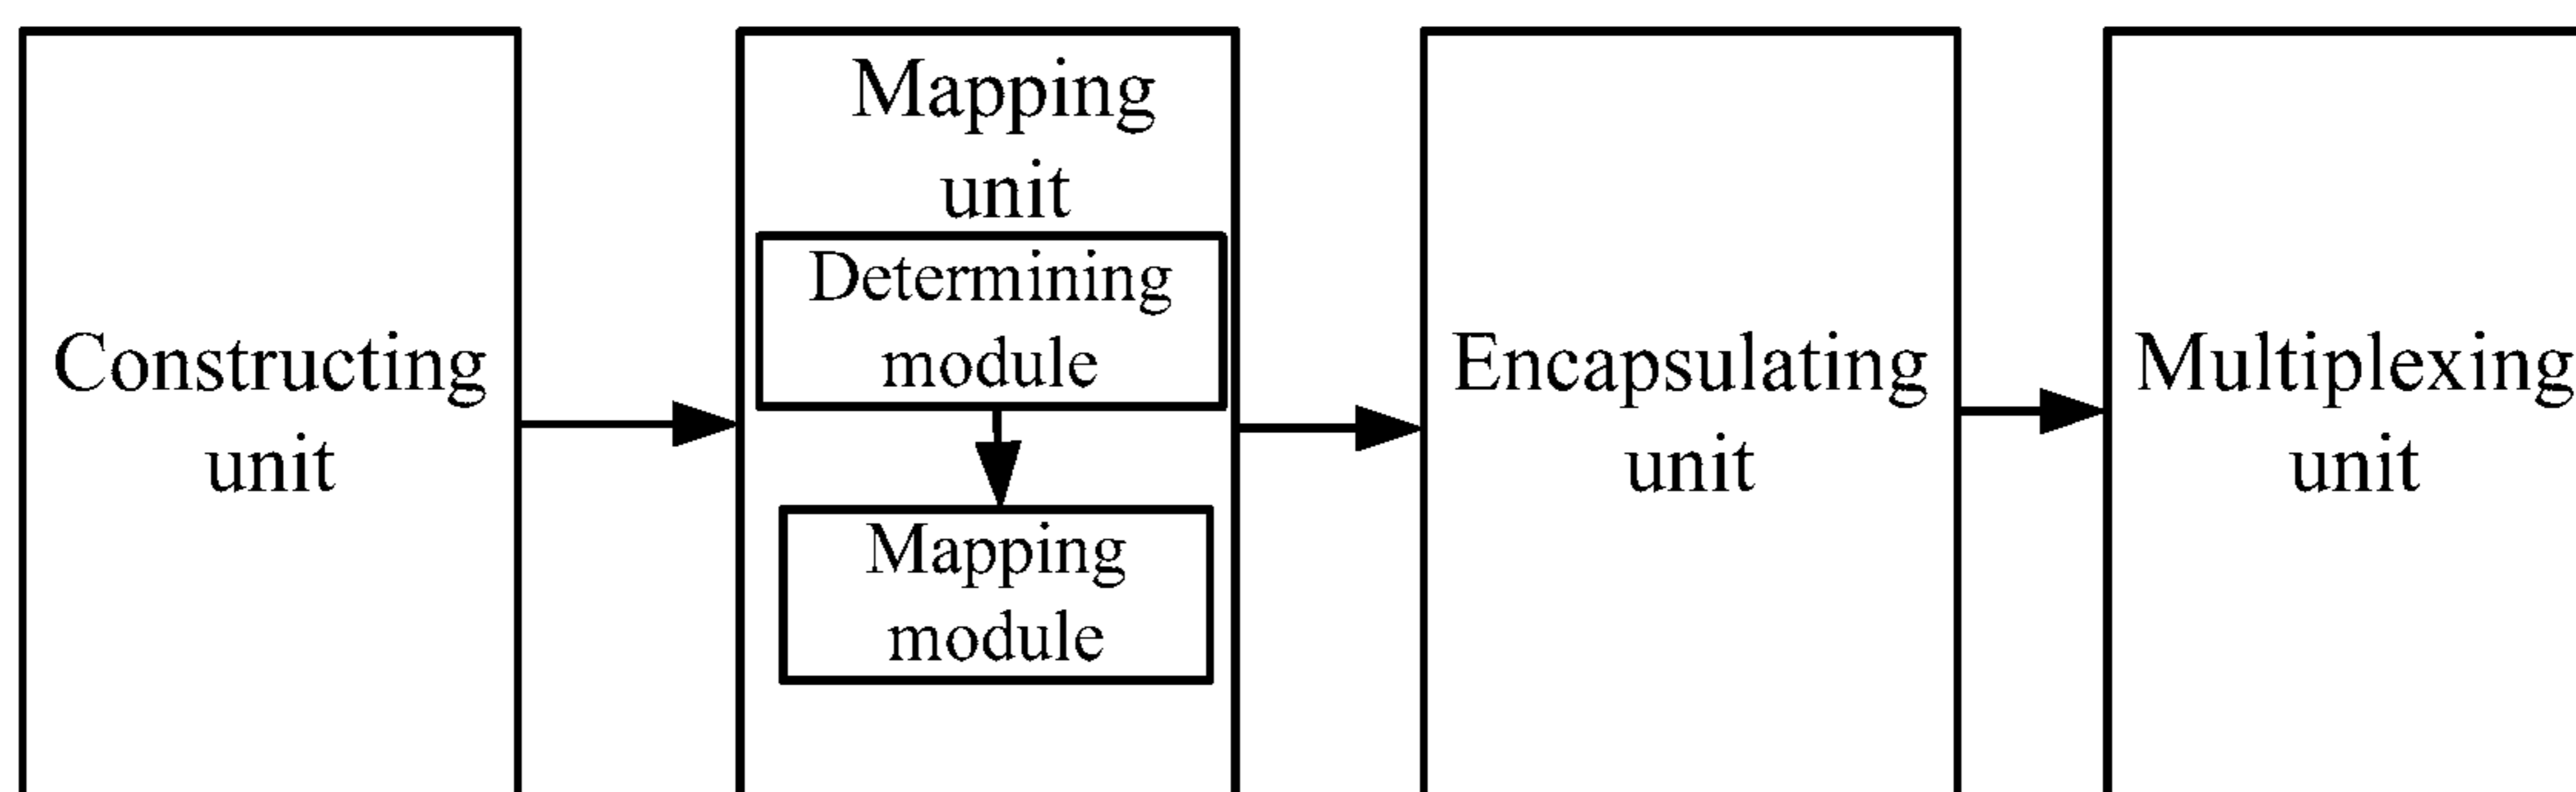 Constructing
unit
Mapping
unit
Determining
module
Mapping
module
Encapsulating
unit
Multiplexing
unit